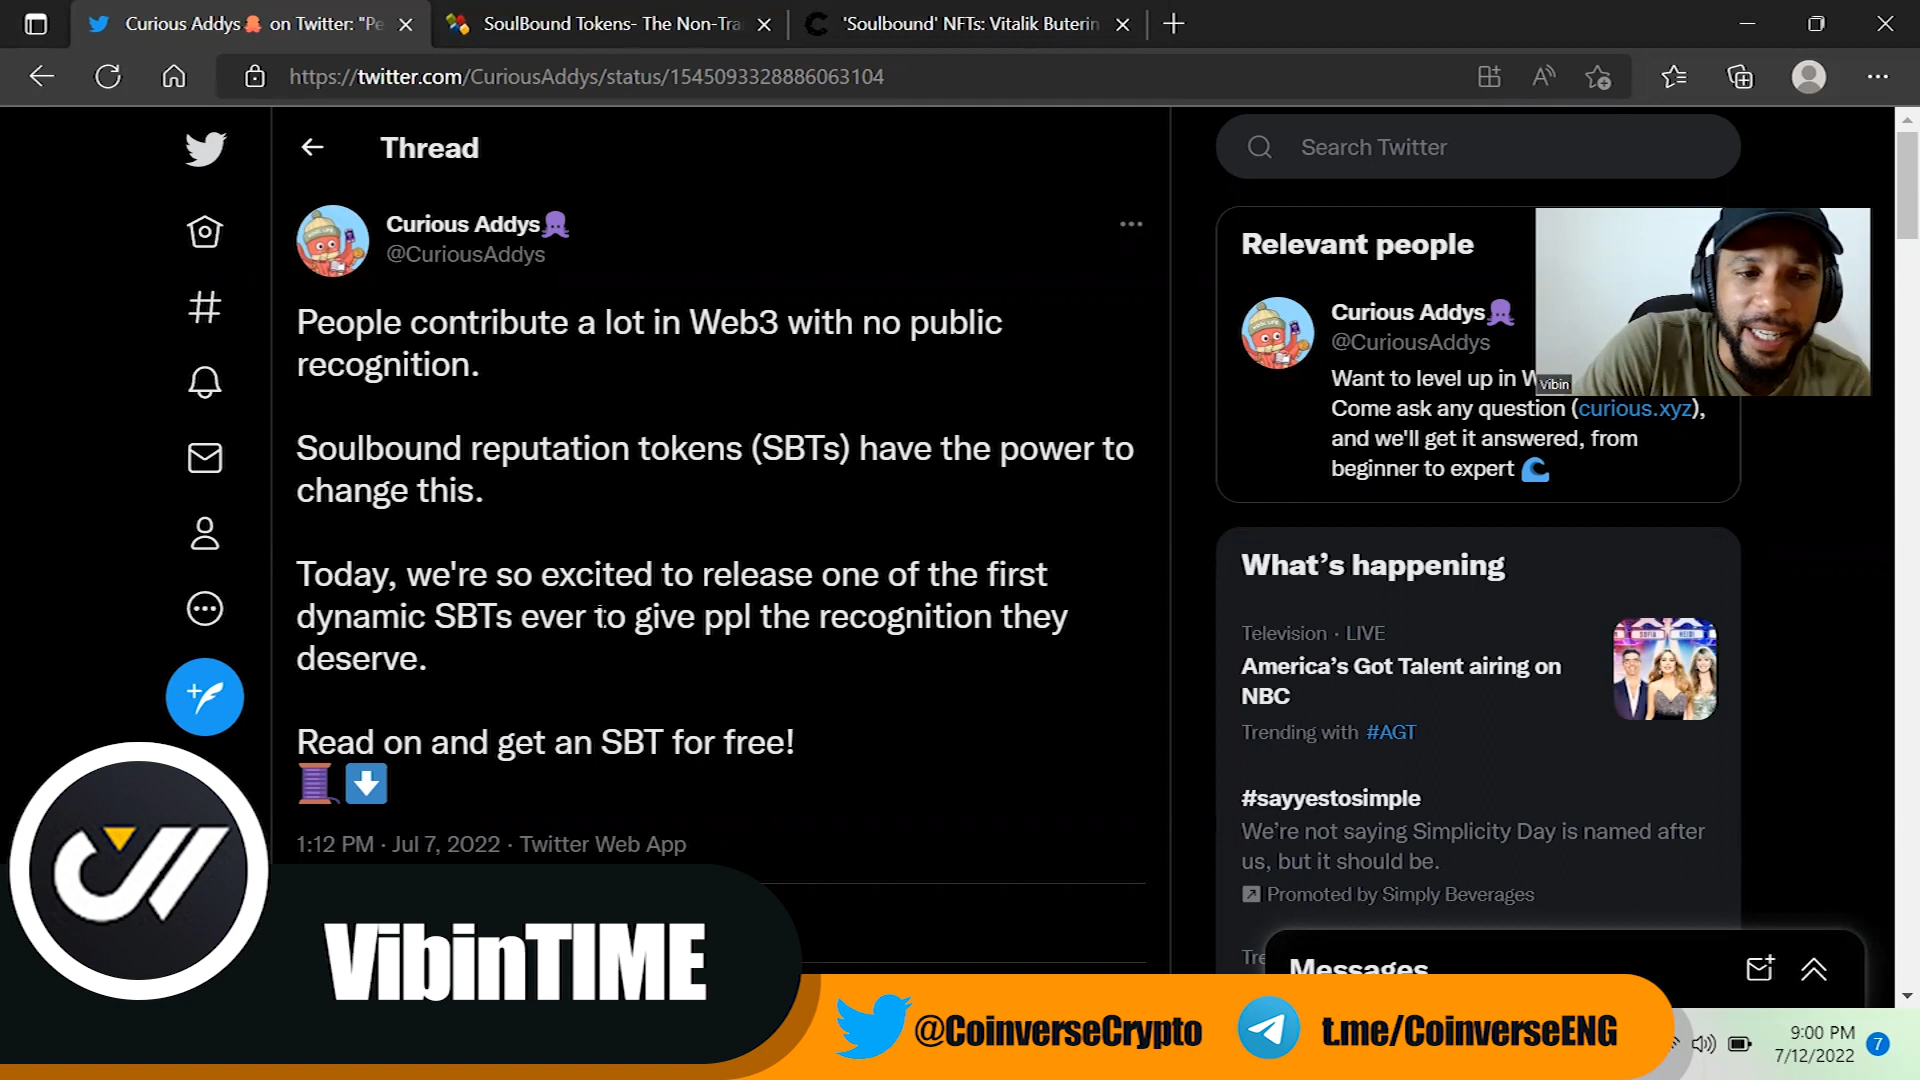 Curious Addys on Twitter: "Pe
SoulBound Tokens- The Non-Tra
'Soulbound' NFTs: Vitalik Buterin
https://twitter.com/CuriousAddys/status/1545093328886063104
Thread
Search Twitter
Curious Addys
@CuriousAddys
People contribute a lot in Web3 with no public
recognition.
Soulbound reputation tokens (SBTs) have the power to
change this.
Today, we're so excited to release one of the first
dynamic SBTs ever to give ppl the recognition they
deserve.
Read on and get an SBT for free!
1:12 PM · Jul 7, 2022 · Twitter Web App
Relevant people
Curious Addys
@CuriousAddys
Want to level up in W
Come ask any question (curious.xyz),
and we'll get it answered, from
beginner to expert
Vibin
What's happening
Television · LIVE
America's Got Talent airing on
NBC
Trending with #AGT
#sayyestosimple
We're not saying Simplicity Day is named after
us, but it should be.
Promoted by Simply Beverages
Tre
Messages
VibinTIME
@CoinverseCrypto
t.me/CoinverseENG
9:00 PM
7/12/2022
7